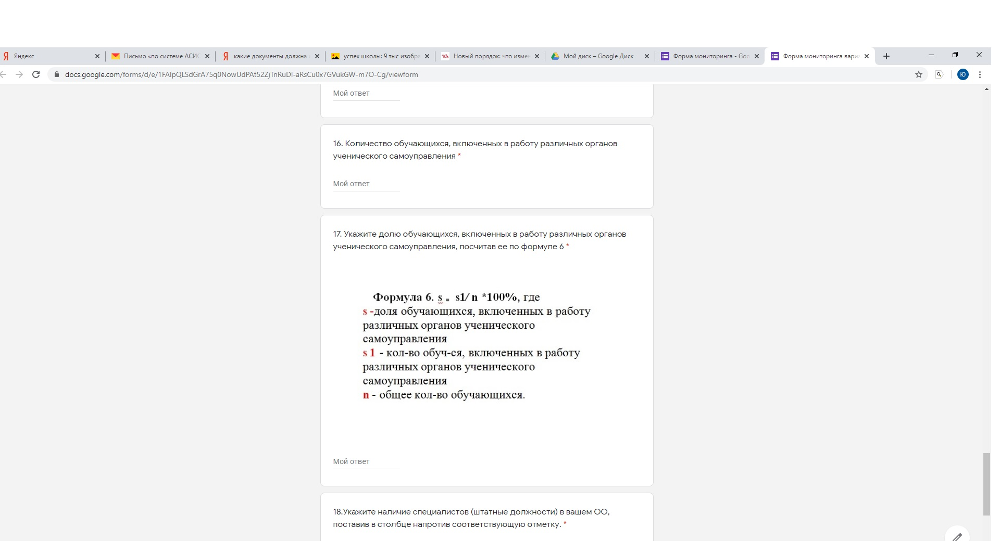 Яндекс
Письмо «по системе АСИС
какие документы должна
успех школы: 9 тыс изобра
Новый порядок: что измен
Мой диск – Google Диск
Форма мониторинга - Goo
Форма мониторинга вари
docs.google.com/forms/d/e/1FAIpQLSdGrA75q0NowUdPAt52ZjTnRuDI-aRsCu0x7GVukGW-m7O-Cg/viewform
Ю
Мой ответ
16. Количество обучающихся, включенных в работу различных органов
ученического самоуправления *
Мой ответ
17. Укажите долю обучающихся, включенных в работу различных органов
ученического самоуправления, посчитав ее по формуле 6 *
Формула 6. s = s1/ n *100%, где
s -доля обучающихся, включенных в работу
различных органов ученического
самоуправления
s 1 - кол-во обуч-ся, включенных в работу
различных органов ученического
самоуправления
n - общее кол-во обучающихся.
Мой ответ
18.Укажите наличие специалистов (штатные должности) в вашем ОО,
поставив в столбце напротив соответствующую отметку. *